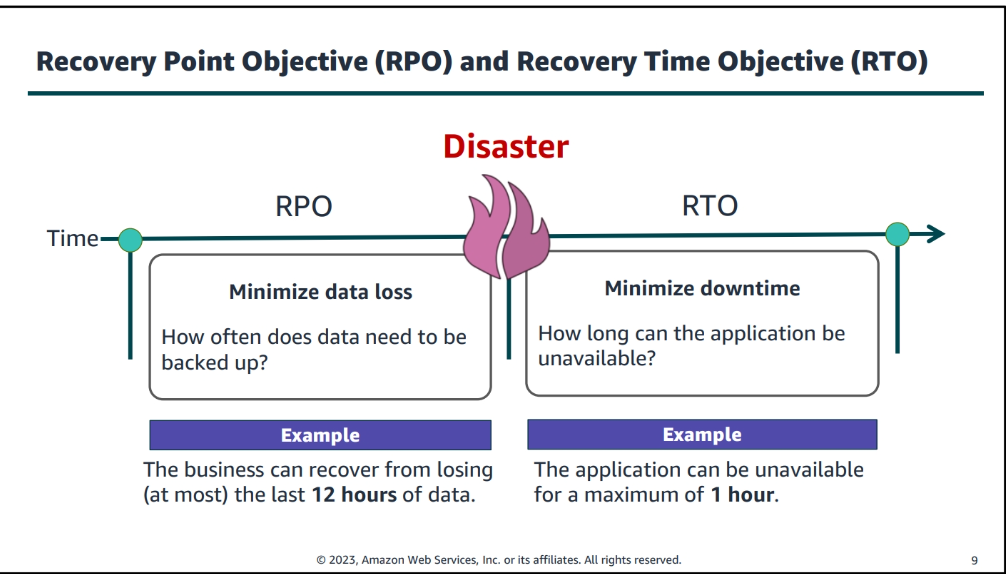 Recovery Point Objective (RPO) and Recovery Time Objective (RTO)
Disaster
RPO
RTO
Time
Minimize data loss
How often does data need to be
backed up?
Minimize downtime
How long can the application be
unavailable?
Example
The business can recover from losing
(at most) the last 12 hours of data.
Example
The application can be unavailable
for a maximum of 1 hour.
© 2023, Amazon Web Services, Inc. or its affiliates. All rights reserved.
9